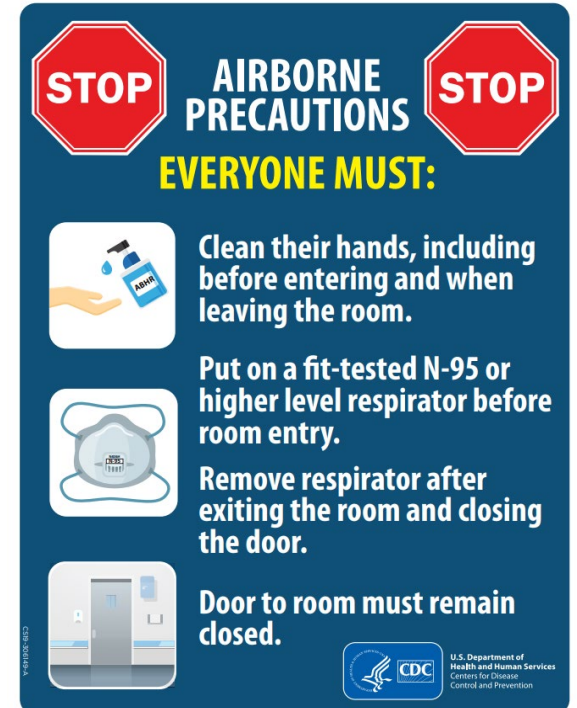 STOP
AIRBORNE
PRECAUTIONS
STOP
EVERYONE MUST:
ABHR
Clean their hands, including
before entering and when
leaving the room.
N-95
Put on a fit-tested N-95 or
higher level respirator before
room entry.
Remove respirator after
exiting the room and closing
the door.
Door to room must remain
closed.
CDC
U.S. Department of
Health and Human Services
Centers for Disease
Control and Prevention